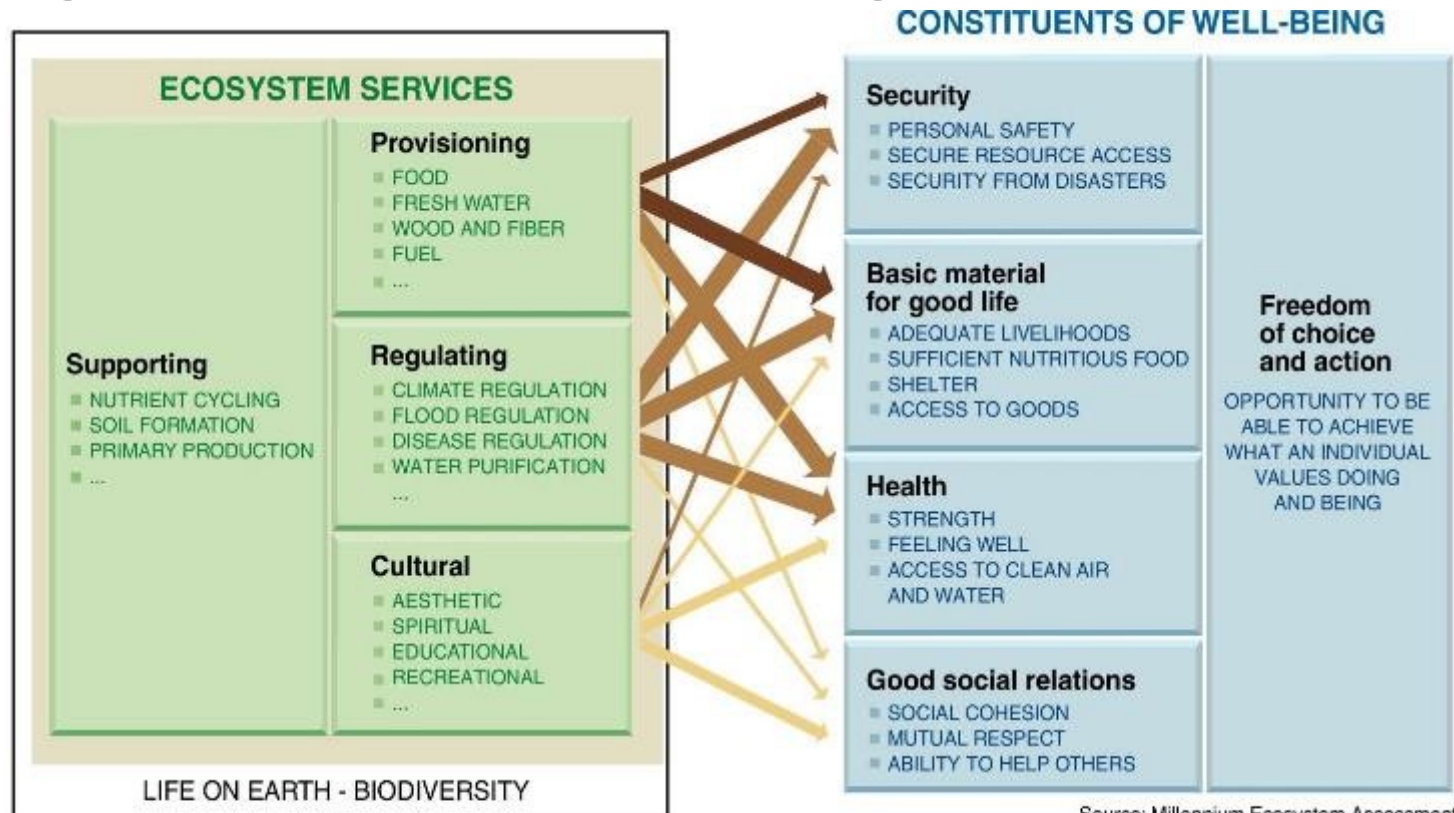 CONSTITUENTS OF WELL-BEING
ECOSYSTEM SERVICES
Supporting
NUTRIENT CYCLING
SOIL FORMATION
PRIMARY PRODUCTION
...
Provisioning
FOOD
FRESH WATER
WOOD AND FIBER
FUEL
...
Regulating
CLIMATE REGULATION
FLOOD REGULATION
DISEASE REGULATION
WATER PURIFICATION
...
Cultural
AESTHETIC
SPIRITUAL
EDUCATIONAL
RECREATIONAL
...
LIFE ON EARTH - BIODIVERSITY
Security
PERSONAL SAFETY
SECURE RESOURCE ACCESS
SECURITY FROM DISASTERS
Basic material
for good life
ADEQUATE LIVELIHOODS
SUFFICIENT NUTRITIOUS FOOD
SHELTER
ACCESS TO GOODS
Health
STRENGTH
FEELING WELL
ACCESS TO CLEAN AIR
AND WATER
Good social relations
SOCIAL COHESION
MUTUAL RESPECT
ABILITY TO HELP OTHERS
Freedom
of choice
and action
OPPORTUNITY TO BE
ABLE TO ACHIEVE
WHAT AN INDIVIDUAL
VALUES DOING
AND BEING
Source: Millennium Ecosystem Assessment